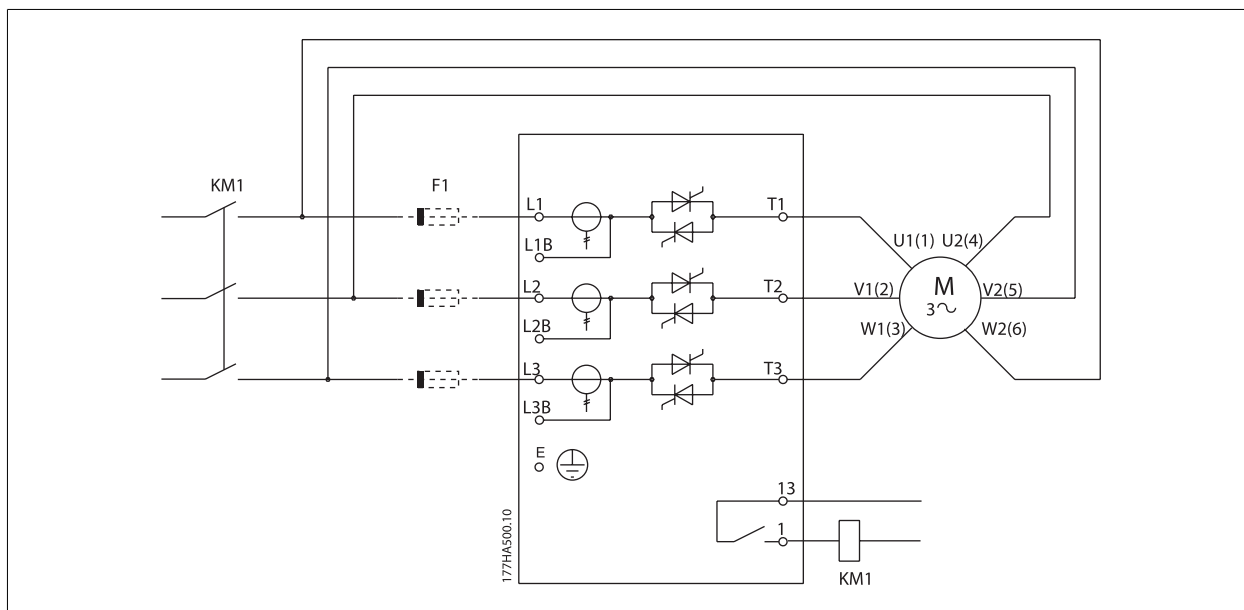 KM1
F1
L1
T1
L1B
U1(1) U2(4)
L2
T2
V1(2)
M
3~
V2(5)
L2B
W1(3)
W2(6)
L3
T3
L3B
E
13
1
177HA500.10
KM1